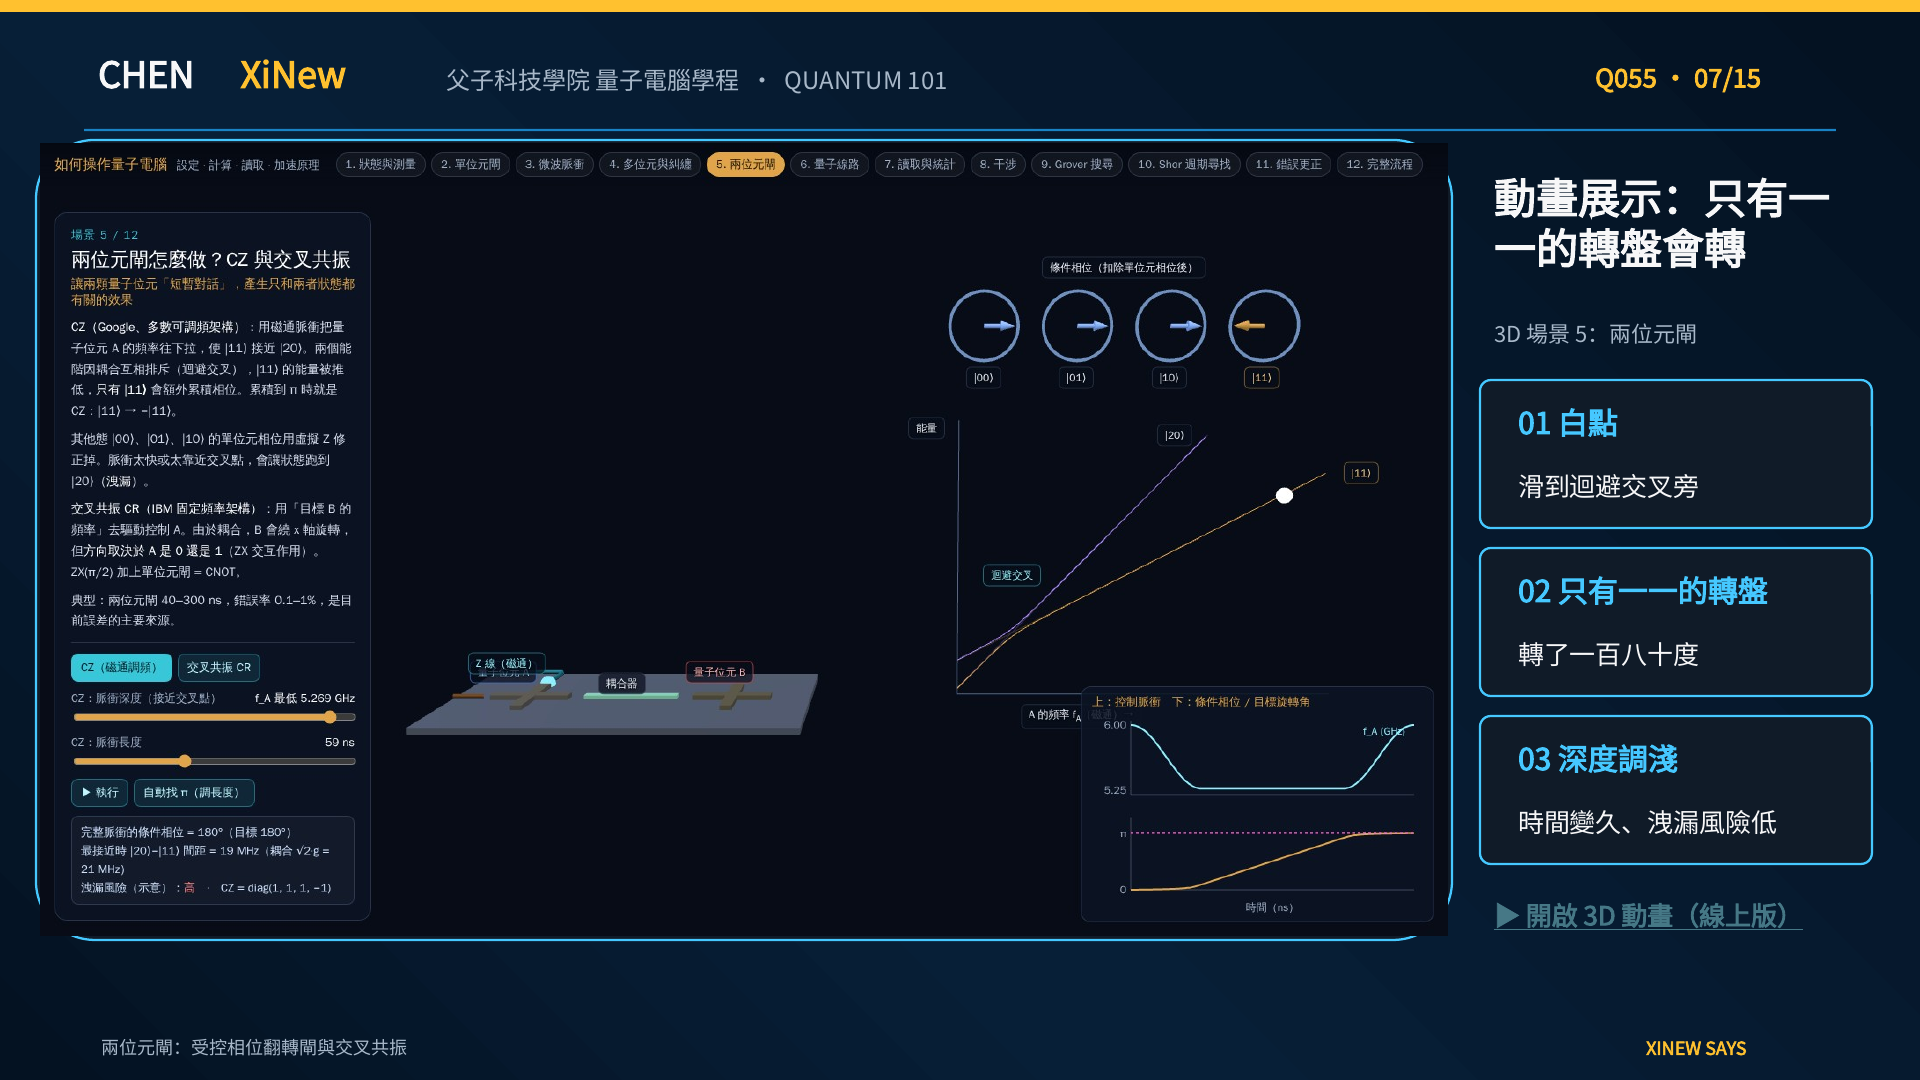 CHEN XiNew 父子科技學院 量子電腦學程 • QUANTUM 101 Q055 • 07/15
如何操作量子電腦 設定 · 計算 · 讀取 · 加速原理 1. 狀態與測量 2. 單位元閘 3. 微波脈衝 4. 多位元與糾纏 5. 兩位元閘 6. 量子線路 7. 讀取與統計 8. 干涉 9. Grover 搜尋 10. Shor 週期尋找 11. 錯誤更正 12. 完整流程
場景 5 / 12
兩位元閘怎麼做？CZ 與交叉共振
讓兩顆量子位元「短暫對話」，產生只和兩者狀態都
有關的效果
CZ（Google、多數可調頻架構）：用磁通脈衝把量
子位元 A 的頻率往下拉，使 |11⟩ 接近 |20⟩。兩個能
階因耦合互相排斥（迴避交叉），|11⟩ 的能量被推
低，只有 |11⟩ 會額外累積相位。累積到 π 時就是
CZ：|11⟩ → −|11⟩。
其他態 |00⟩、|01⟩、|10⟩ 的單位元相位用虛擬 Z 修
正掉。脈衝太快或太靠近交叉點，會讓狀態跑到
|20⟩（洩漏）。
交叉共振 CR（IBM 固定頻率架構）：用「目標 B 的
頻率」去驅動控制 A。由於耦合，B 會繞 x 軸旋轉，
但方向取決於 A 是 0 還是 1（ZX 交互作用）。
ZX(π/2) 加上單位元閘 = CNOT。
典型：兩位元閘 40–300 ns，錯誤率 0.1–1%，是目
前誤差的主要來源。
CZ（磁通調頻） 交叉共振 CR
CZ：脈衝深度（接近交叉點） f_A 最低 5.269 GHz
CZ：脈衝長度 59 ns
▶ 執行 自動找 π（調長度）
完整脈衝的條件相位 = 180°（目標 180°）
最接近時 |20⟩–|11⟩ 間距 = 19 MHz（耦合 √2·g =
21 MHz）
洩漏風險（示意）：高 · CZ = diag(1, 1, 1, −1)
Z 線（磁通）
量子位元 A
耦合器
量子位元 B
條件相位（扣除單位元相位後）
|00⟩ |01⟩ |10⟩ |11⟩
能量
|20⟩
|11⟩
迴避交叉
A 的頻率 f_A（磁通）→
上：控制脈衝 下：條件相位 / 目標旋轉角
6.00
f_A (GHz)
5.25
π
0
時間（ns）
動畫展示：只有一
一的轉盤會轉
3D 場景 5：兩位元閘
01 白點
滑到迴避交叉旁
02 只有一一的轉盤
轉了一百八十度
03 深度調淺
時間變久、洩漏風險低
▶ 開啟 3D 動畫（線上版）
兩位元閘：受控相位翻轉閘與交叉共振
XINEW SAYS